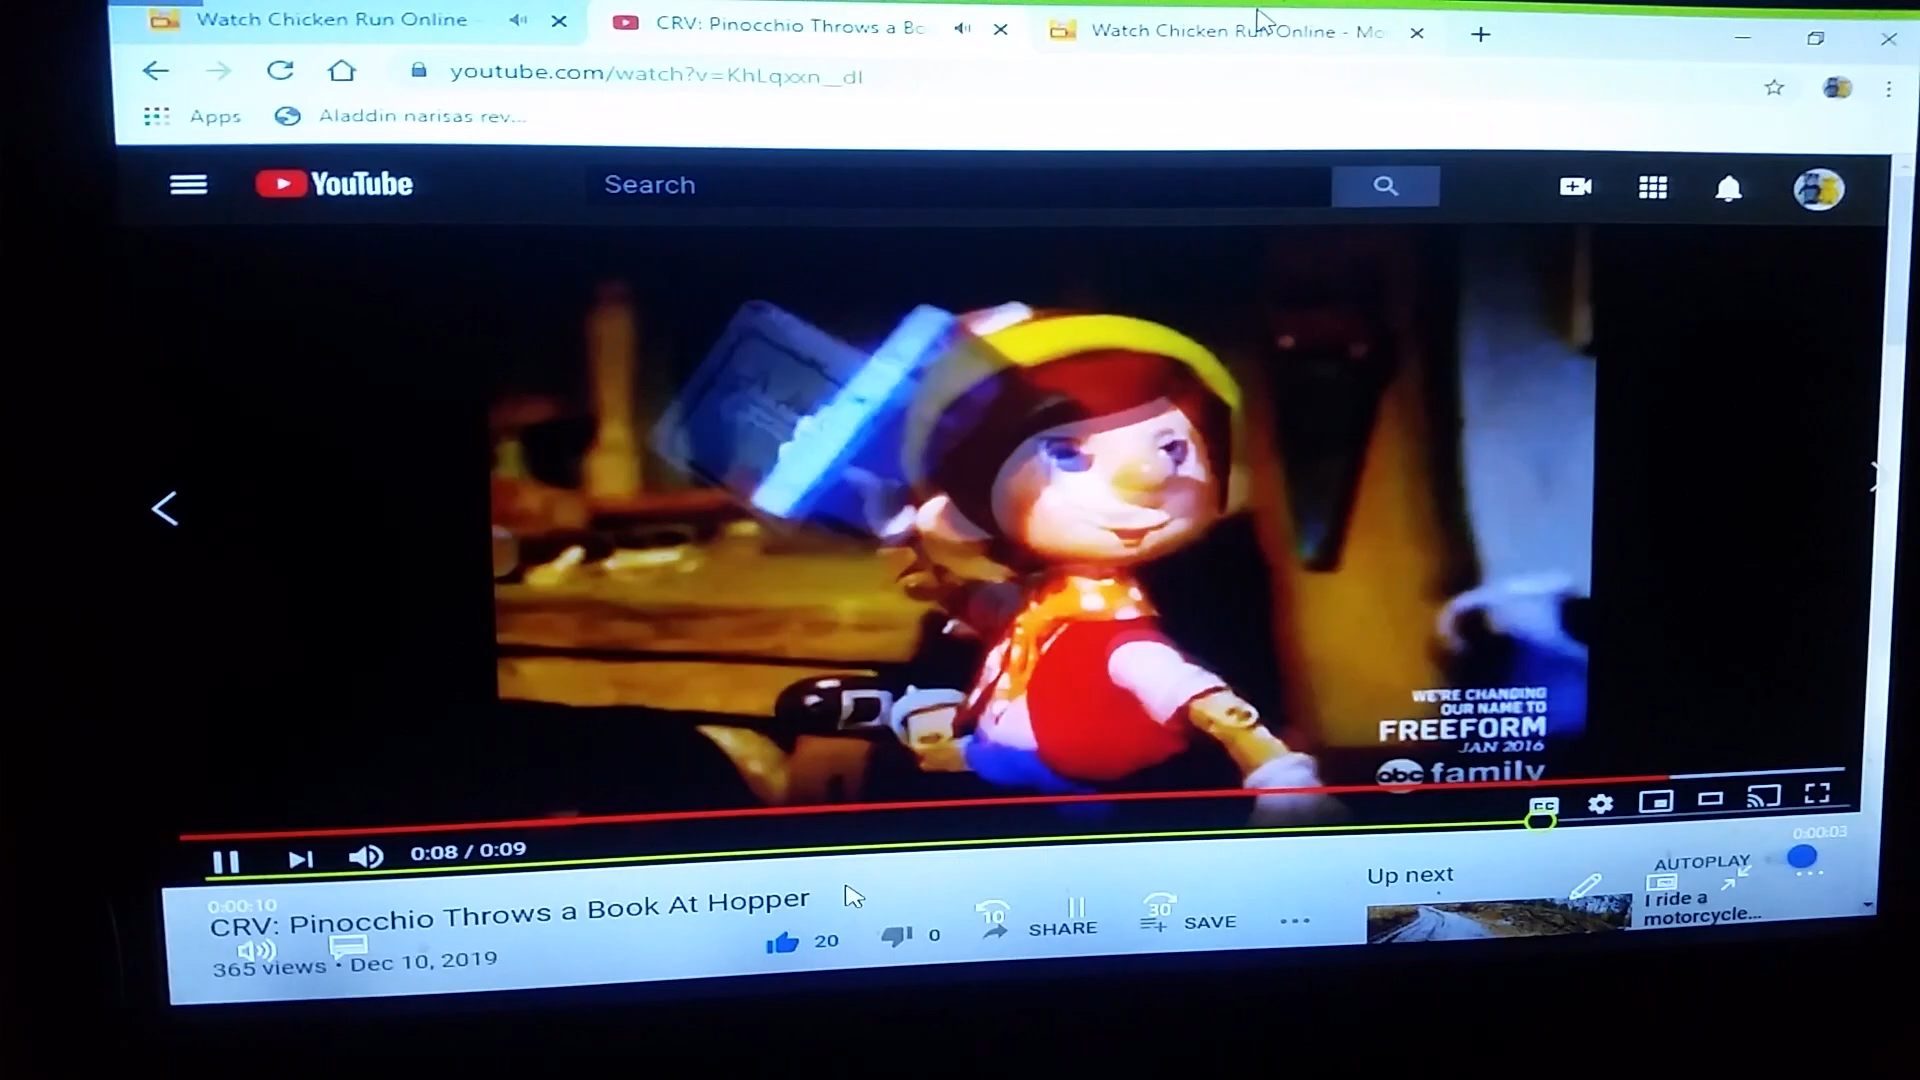 Watch Chicken Run Online
CRV: Pinocchio Throws a Bo
Watch Chicken Run Online - Mo
youtube.com/watch?v=KhLqxxn__dI
Apps
Aladdin narisas rev...
YouTube
Search
WE'RE CHANGING
OUR NAME TO
FREEFORM
JAN 2016
abc family
CC
0:08 / 0:09
0:00:03
AUTOPLAY
Up next
0:00:10
CRV: Pinocchio Throws a Book At Hopper
10
30
SHARE
SAVE
20
0
365 views • Dec 10, 2019
I ride a
motorcycle...